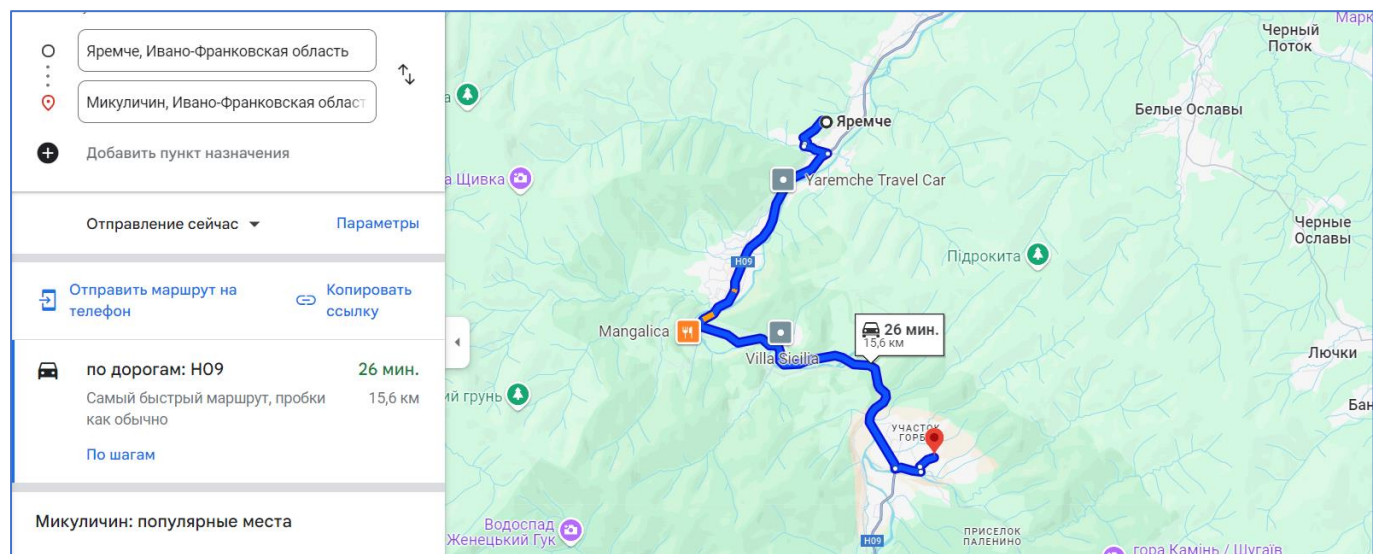 Яремче, Ивано-Франковская область
Микуличин, Ивано-Франковская област
Добавить пункт назначения
Отправление сейчас
Параметры
Отправить маршрут на
телефон
Копировать
ссылку
по дорогам: H09
26 мин.
Самый быстрый маршрут, пробки
как обычно
15,6 км
По шагам
Микуличин: популярные места
Марк
Черный
Поток
Белые Ославы
Яремче
а Щивка
Yaremche Travel Car
Черные
Ославы
Підрокита
H09
Mangalica
26 мин.
15,6 км
Villa Sicilia
Лючки
ий грунь
Бан
УЧАСТОК
Водоспад
Женецький Гук
ПРИСЕЛОК
ПАЛЕНИНО
H09
гора Камінь / Шугаїв